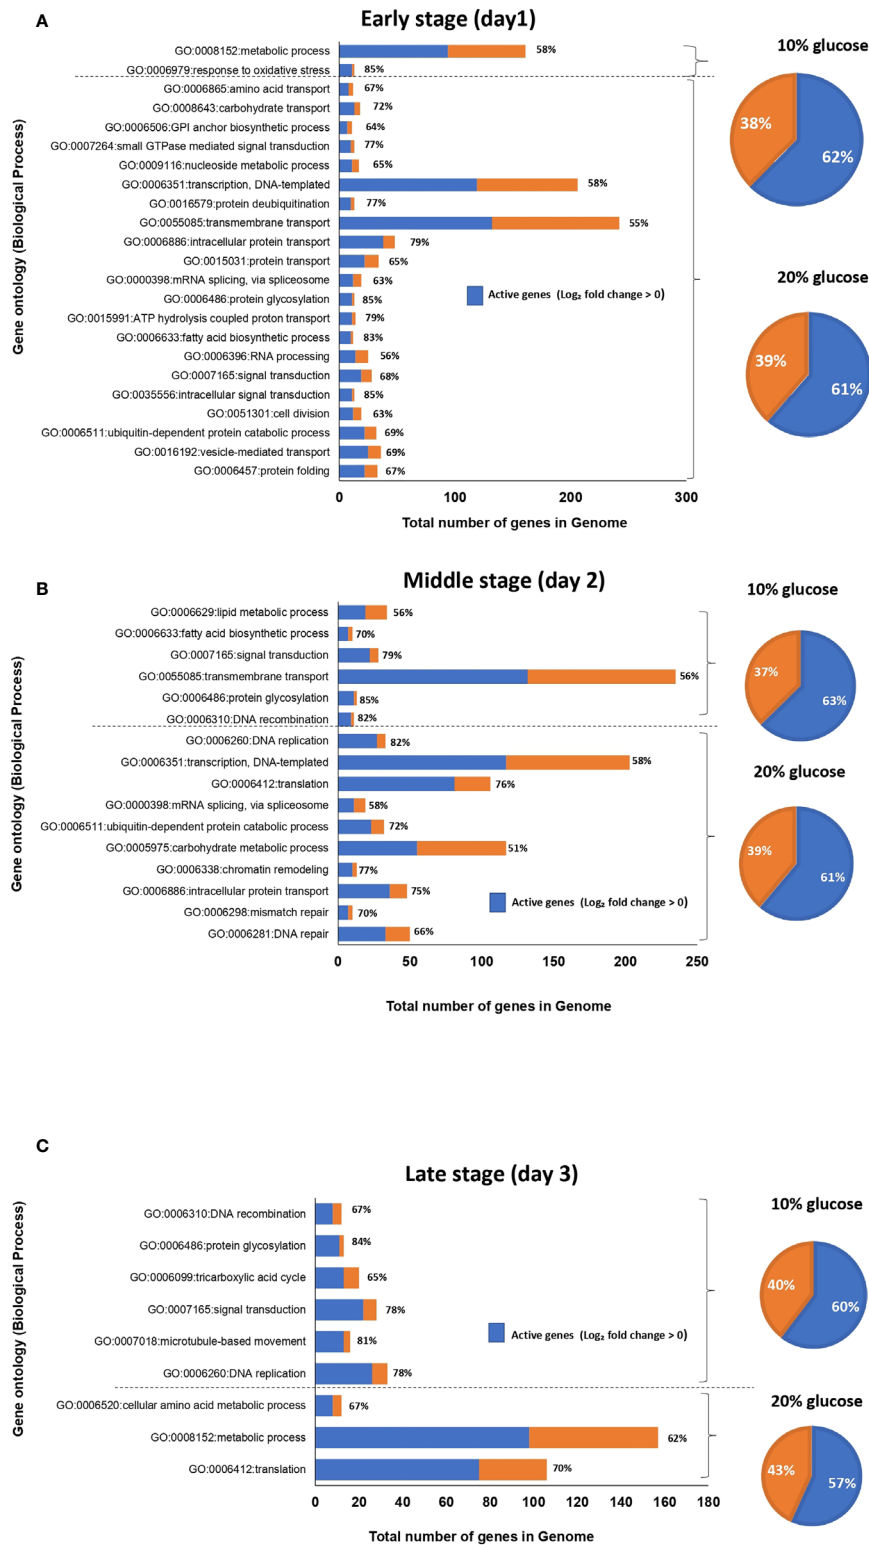 A
Early stage (day1)
Gene ontology (Biological Process)
GO:0008152:metabolic process 58%
GO:0006979:response to oxidative stress 85%
GO:0006865:amino acid transport 67%
GO:0008643:carbohydrate transport 72%
GO:0006506:GPI anchor biosynthetic process 64%
GO:0007264:small GTPase mediated signal transduction 77%
GO:0009116:nucleoside metabolic process 65%
GO:0006351:transcription, DNA-templated 58%
GO:0016579:protein deubiquitination 77%
GO:0055085:transmembrane transport 55%
GO:0006886:intracellular protein transport 79%
GO:0015031:protein transport 65%
GO:0000398:mRNA splicing, via spliceosome 63%
GO:0006486:protein glycosylation 85%
GO:0015991:ATP hydrolysis coupled proton transport 79%
GO:0006633:fatty acid biosynthetic process 83%
GO:0006396:RNA processing 56%
GO:0007165:signal transduction 68%
GO:0035556:intracellular signal transduction 85%
GO:0051301:cell division 63%
GO:0006511:ubiquitin-dependent protein catabolic process 69%
GO:0016192:vesicle-mediated transport 69%
GO:0006457:protein folding 67%
Active genes (Log₂ fold change > 0)
0 100 200 300
Total number of genes in Genome
10% glucose
38% 62%
20% glucose
39% 61%
B
Middle stage (day 2)
Gene ontology (Biological Process)
GO:0006629:lipid metabolic process 56%
GO:0006633:fatty acid biosynthetic process 70%
GO:0007165:signal transduction 79%
GO:0055085:transmembrane transport 56%
GO:0006486:protein glycosylation 85%
GO:0006310:DNA recombination 82%
GO:0006260:DNA replication 82%
GO:0006351:transcription, DNA-templated 58%
GO:0006412:translation 76%
GO:0000398:mRNA splicing, via spliceosome 58%
GO:0006511:ubiquitin-dependent protein catabolic process 72%
GO:0005975:carbohydrate metabolic process 51%
GO:0006338:chromatin remodeling 77%
GO:0006886:intracellular protein transport 75%
GO:0006298:mismatch repair 70%
GO:0006281:DNA repair 66%
Active genes (Log₂ fold change > 0)
0 50 100 150 200 250
Total number of genes in Genome
10% glucose
37% 63%
20% glucose
39% 61%
C
Late stage (day 3)
Gene ontology (Biological Process)
GO:0006310:DNA recombination 67%
GO:0006486:protein glycosylation 84%
GO:0006099:tricarboxylic acid cycle 65%
GO:0007165:signal transduction 78%
GO:0007018:microtubule-based movement 81%
GO:0006260:DNA replication 78%
GO:0006520:cellular amino acid metabolic process 67%
GO:0008152:metabolic process 62%
GO:0006412:translation 70%
Active genes (Log₂ fold change > 0)
0 20 40 60 80 100 120 140 160 180
Total number of genes in Genome
10% glucose
40% 60%
20% glucose
43% 57%